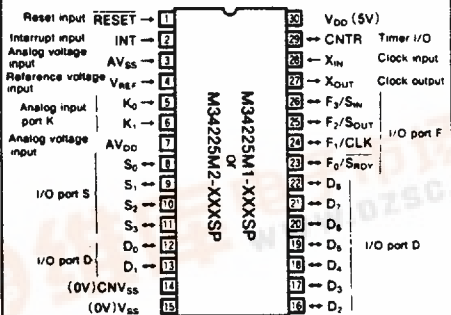 Reset input RESET 1 30 VDD (5V)
Interrupt input INT 2 29 CNTR Timer I/O
Analog voltage input AVSS 3 28 XIN Clock input
Reference voltage input VREF 4 27 XOUT Clock output
Analog input port K K0 5 26 F3/SIN
K1 6 25 F2/SOUT I/O port F
Analog voltage input AVDD 7 24 F1/CLK
I/O port S S0 8 23 F0/SRDY
S1 9 22 D8
S2 10 21 D7
S3 11 20 D6
I/O port D D0 12 19 D5 I/O port D
D1 13 18 D4
(0V)CNVSS 14 17 D3
(0V)VSS 15 16 D2
M34225M1-XXXSP
or
M34225M2-XXXSP